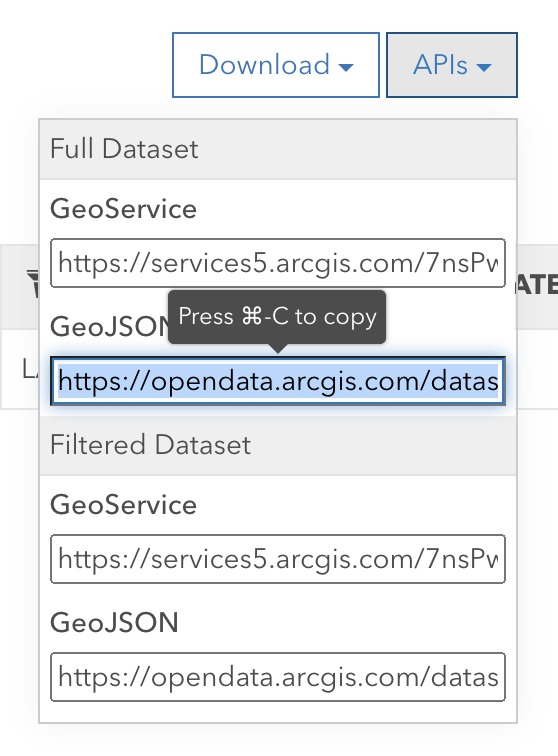 Download
APIs
Full Dataset
GeoService
https://services5.arcgis.com/7nsPw
ATE
GeoJSON
Press ⌘-C to copy
LA
https://opendata.arcgis.com/datas
Filtered Dataset
GeoService
https://services5.arcgis.com/7nsPw
GeoJSON
https://opendata.arcgis.com/datas